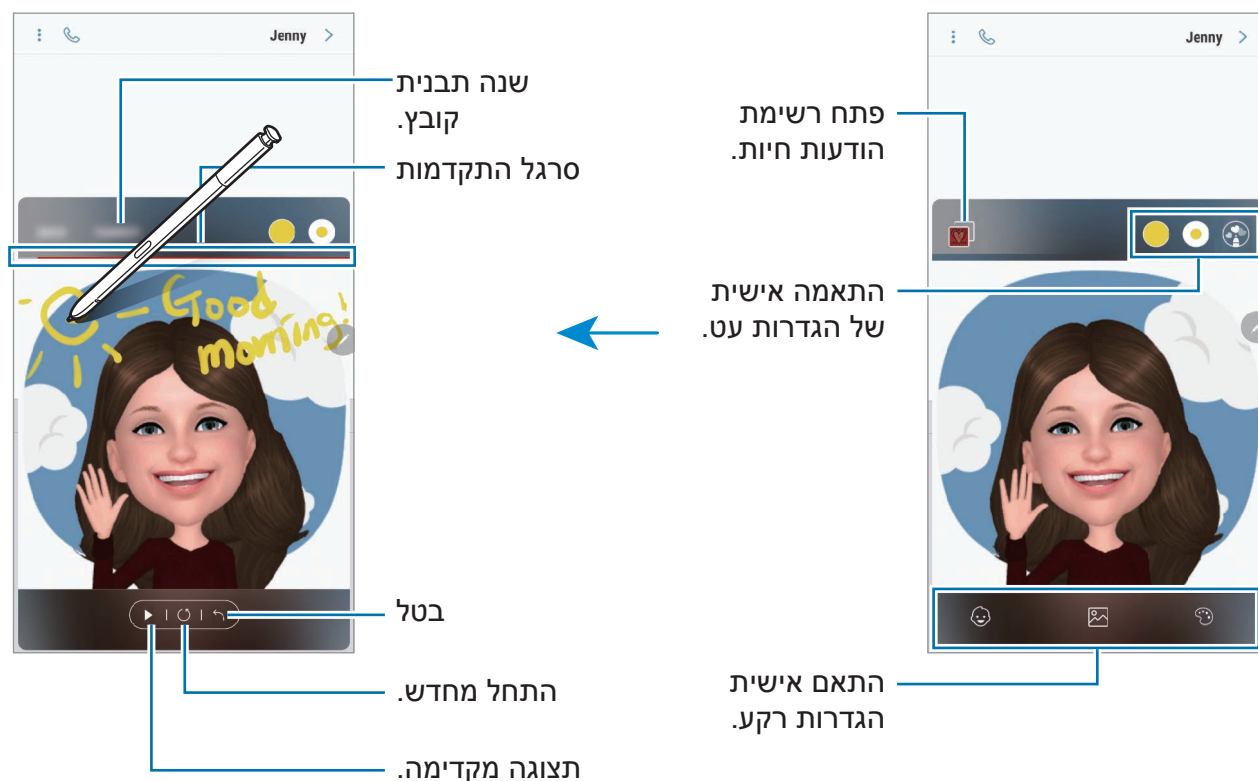 Jenny
פתח רשימת
הודעות חיות.
התאמה אישית
של הגדרות עט.
התאם אישית
הגדרות רקע.
Jenny
שנה תבנית
קובץ.
סרגל התקדמות
Good
morning!
בטל
התחל מחדש.
תצוגה מקדימה.